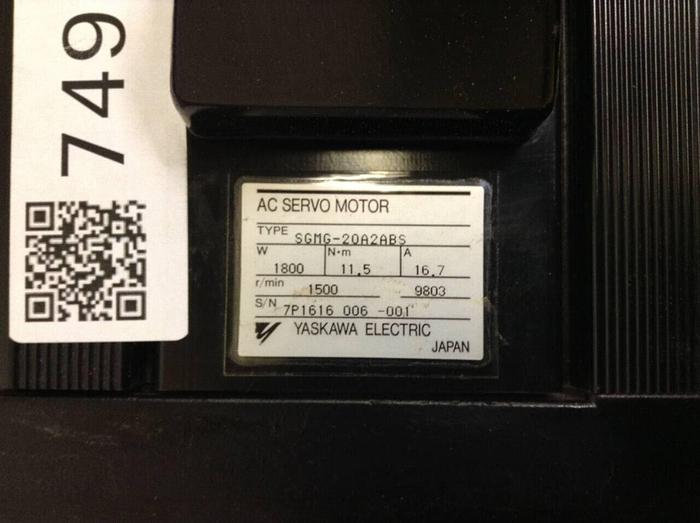 749
AC SERVO MOTOR
TYPE SGMG-20A2ABS
W N·m A
1800 11.5 16.7
r/min 1500 9803
S/N 7P1616 006 -001
YASKAWA ELECTRIC
JAPAN